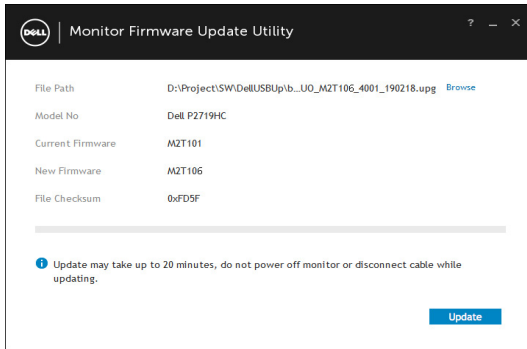 DELL Monitor Firmware Update Utility ? _ ×
File Path D:\Project\SW\DellUSBUp\b...UO_M2T106_4001_190218.upg Browse
Model No Dell P2719HC
Current Firmware M2T101
New Firmware M2T106
File Checksum 0xFD5F
Update may take up to 20 minutes, do not power off monitor or disconnect cable while
updating.
Update